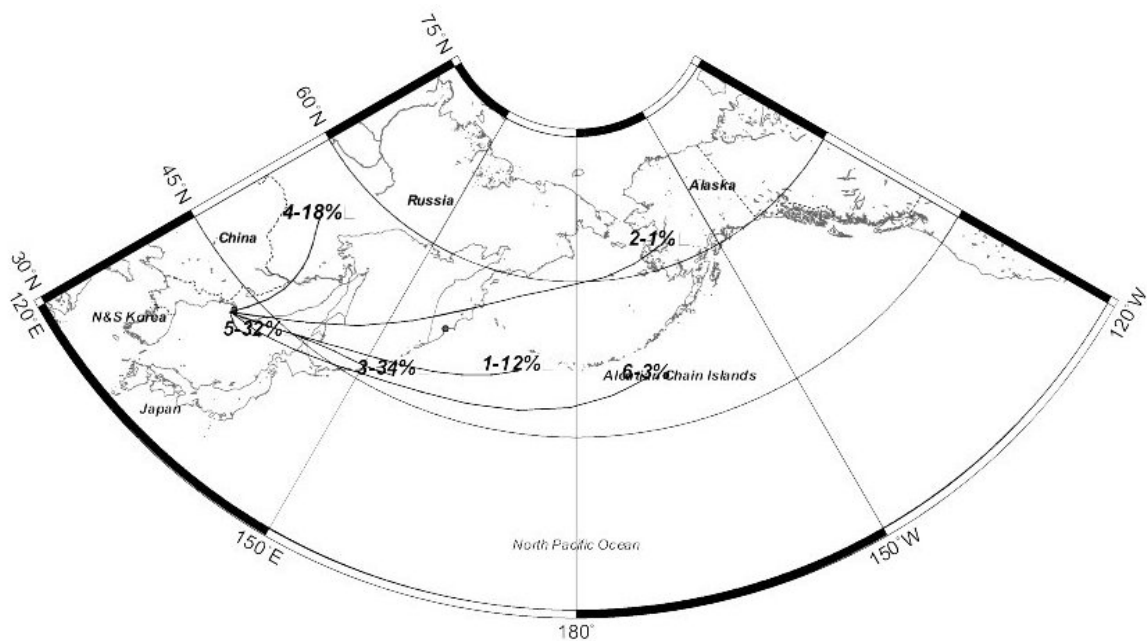 75°N
60°N
45°N
30°N
120°E
Russia
Alaska
4-18%
China
2-1%
N&S Korea
5-32%
3-34%
1-12%
6-3%
Chain Islands
Japan
120°W
150°E
North Pacific Ocean
150°W
180°